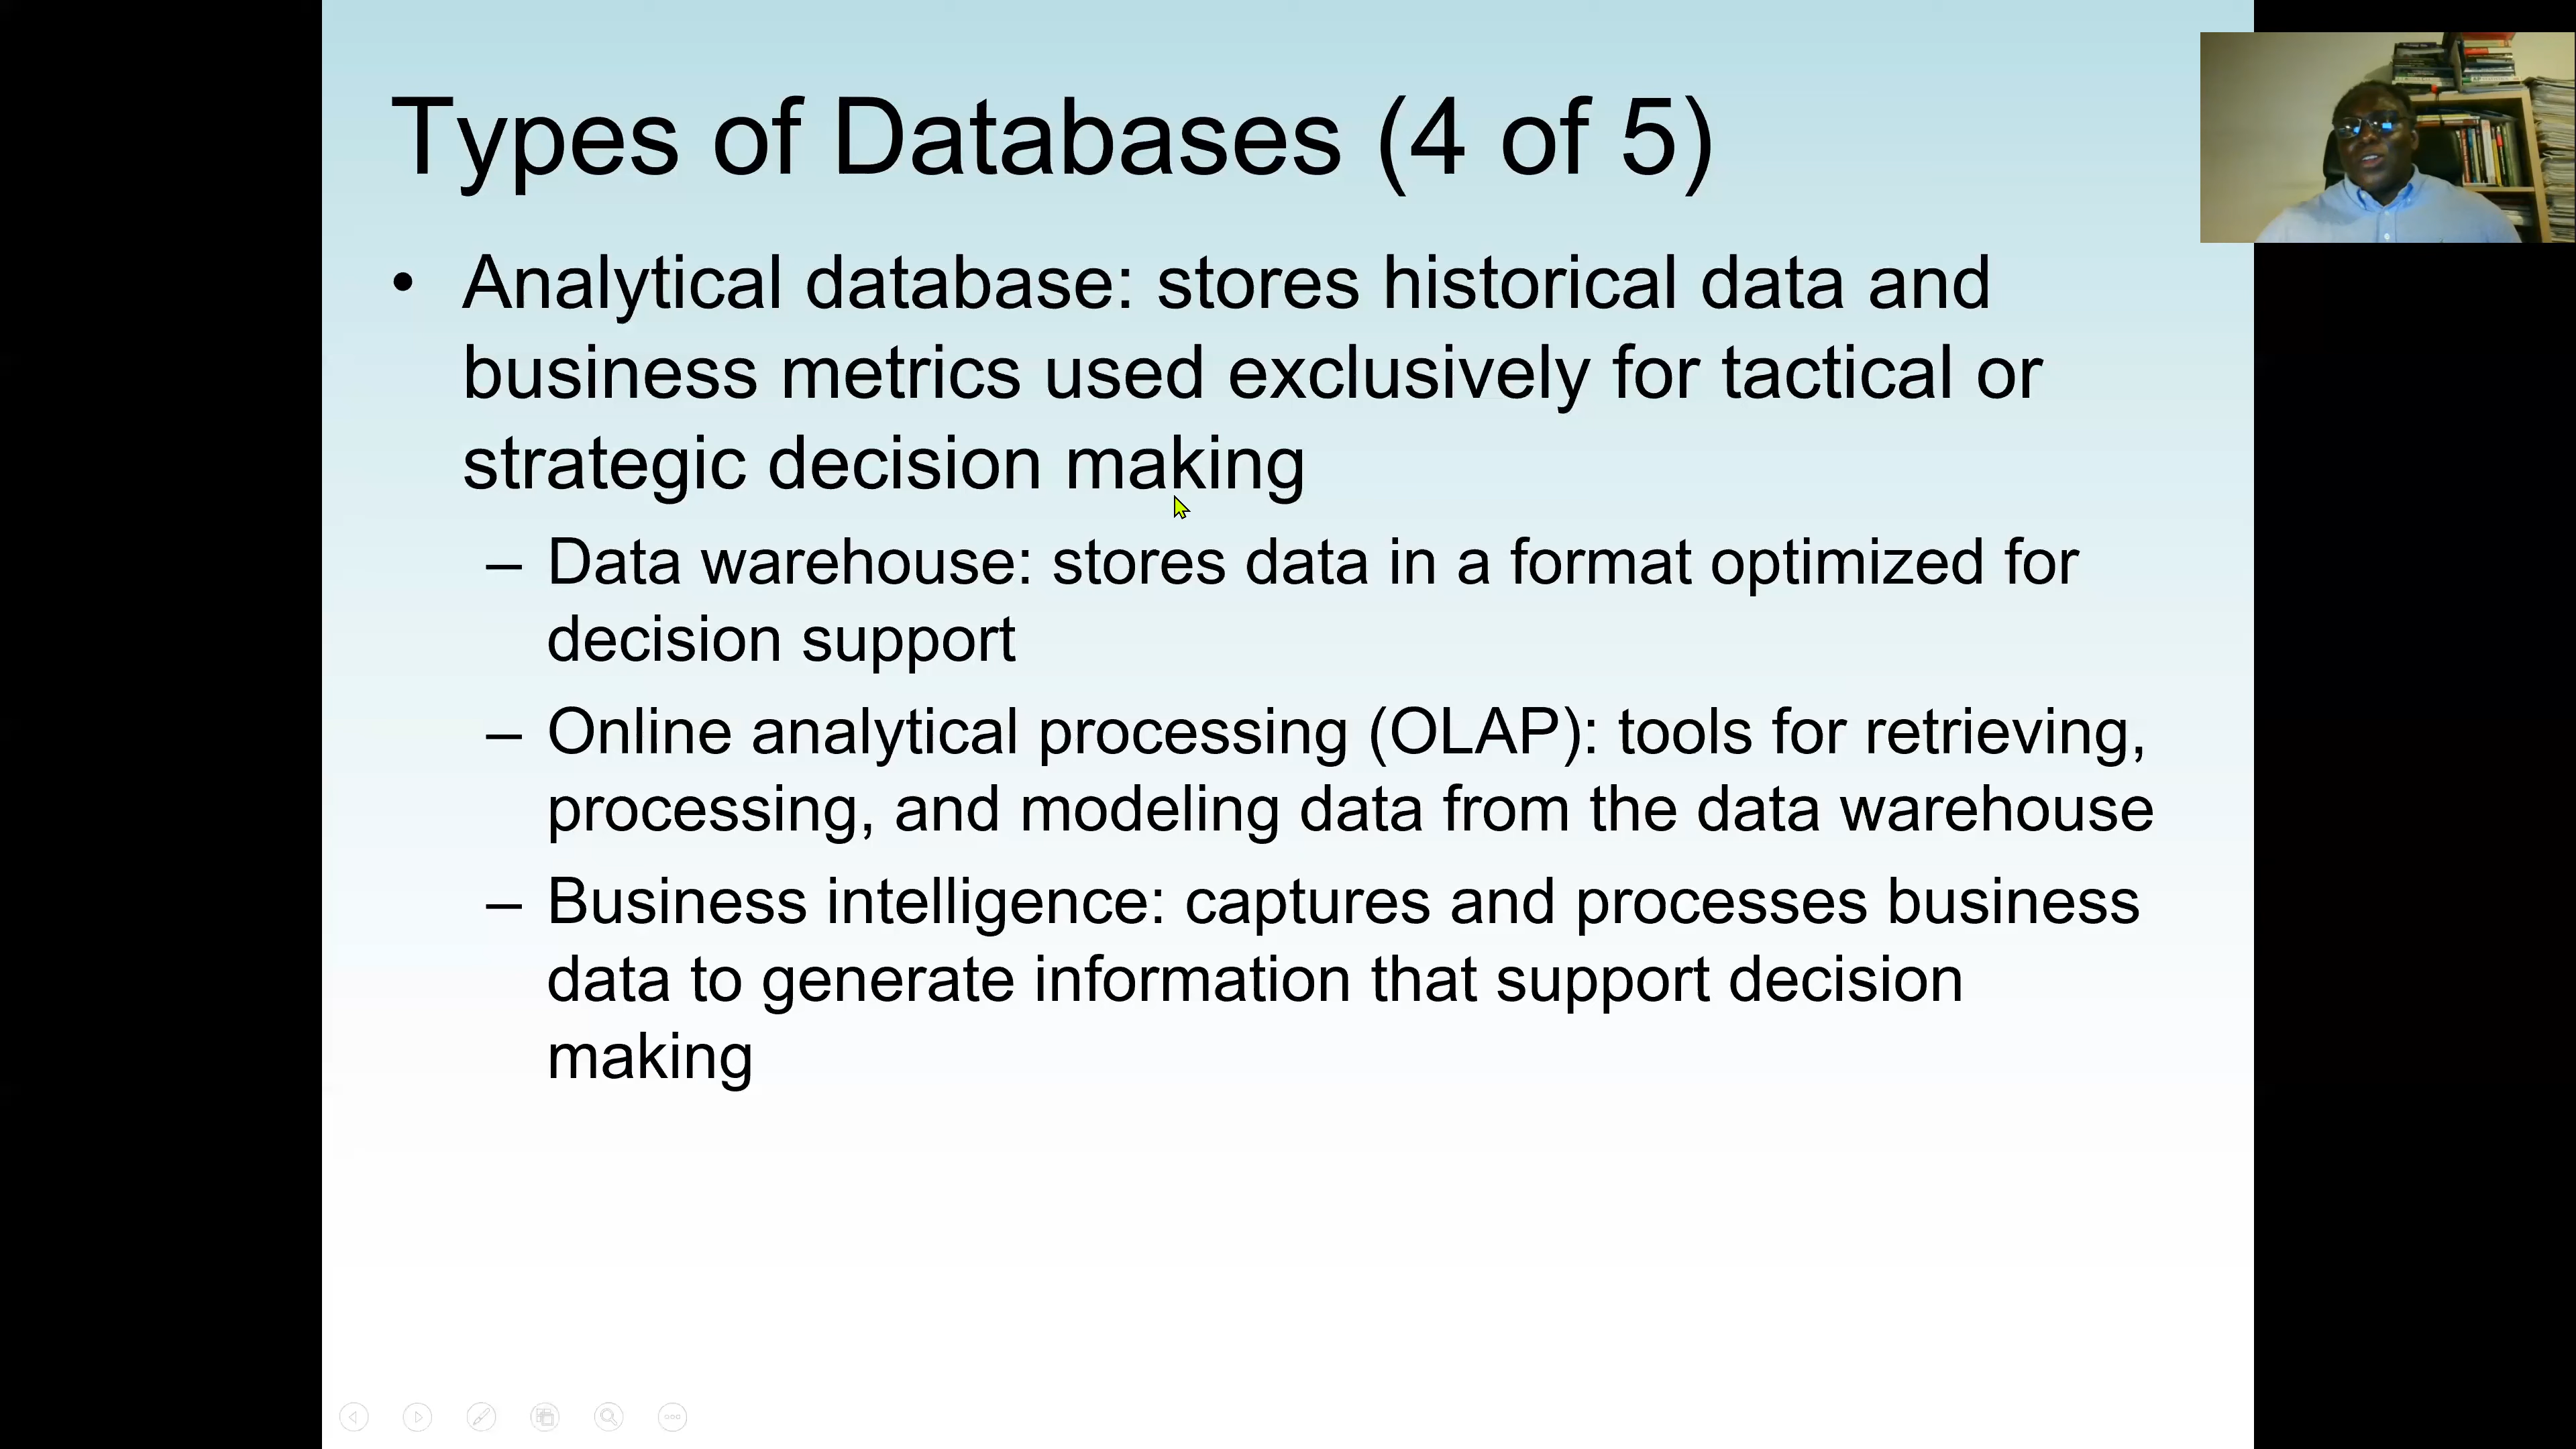 Types of Databases (4 of 5)
• Analytical database: stores historical data and
business metrics used exclusively for tactical or
strategic decision making
– Data warehouse: stores data in a format optimized for
decision support
– Online analytical processing (OLAP): tools for retrieving,
processing, and modeling data from the data warehouse
– Business intelligence: captures and processes business
data to generate information that support decision
making